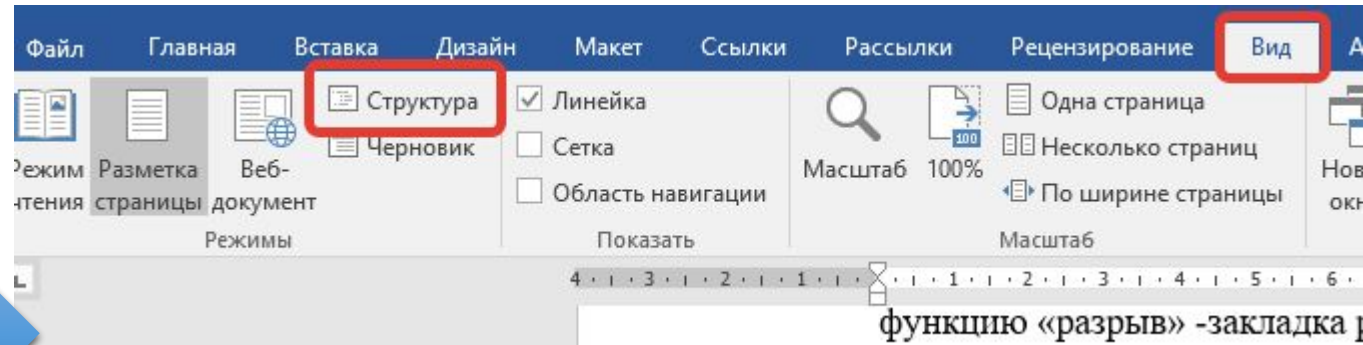 Файл Главная Вставка Дизайн Макет Ссылки Рассылки Рецензирование Вид
Структура Линейка Одна страница
Черновик Сетка Несколько страниц
Режим Разметка Веб- Область навигации Масштаб 100% По ширине страницы
страницы документ
Режимы Показать Масштаб
4 3 2 1 1 2 3 4 5 6
функцию «разрыв» -закладка